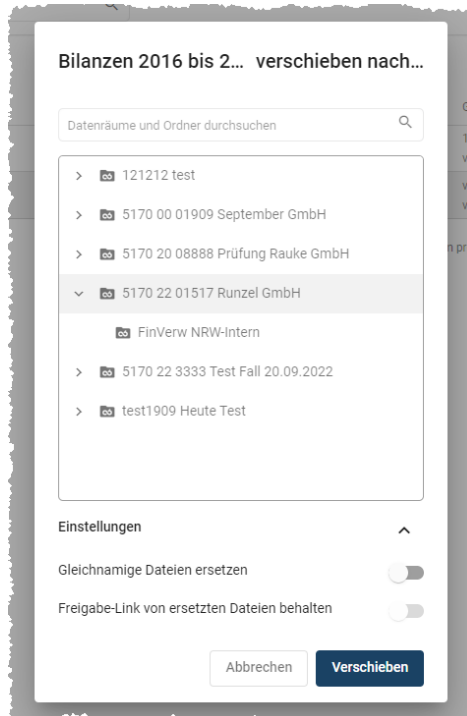 Bilanzen 2016 bis 2... verschieben nach...
Datenräume und Ordner durchsuchen
121212 test
5170 00 01909 September GmbH
5170 20 08888 Prüfung Rauke GmbH
5170 22 01517 Runzel GmbH
FinVerw NRW-Intern
5170 22 3333 Test Fall 20.09.2022
test1909 Heute Test
Einstellungen
Gleichnamige Dateien ersetzen
Freigabe-Link von ersetzten Dateien behalten
Abbrechen Verschieben